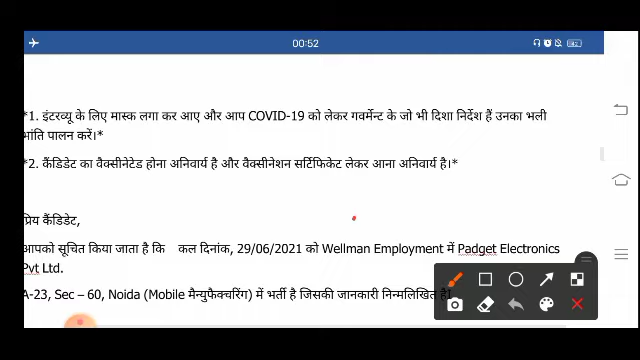 00:52
*1. इंटरव्यू के लिए मास्क लगा कर आए और आप COVID-19 को लेकर गवर्मेन्ट के जो भी दिशा निर्देश हैं उनका भली
भांति पालन करें।*
*2. कैंडिडेट का वैक्सीनेटेड होना अनिवार्य है और वैक्सीनेशन सर्टिफिकेट लेकर आना अनिवार्य है।*
प्रिय कैंडिडेट,
आपको सूचित किया जाता है कि कल दिनांक, 29/06/2021 को Wellman Employment में Padget Electronics
Pvt Ltd.
A-23, Sec – 60, Noida (Mobile मैन्युफैक्चरिंग) में भर्ती है जिसकी जानकारी निन्मलिखित है।